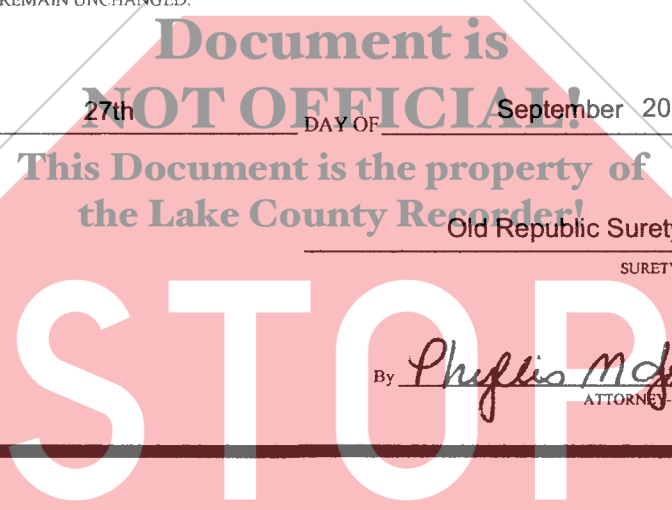 REMAIN UNCHANGED.
Document is
NOT OFFICIAL!
27th DAY OF September 20
This Document is the property of
the Lake County Recorder!
Old Republic Surety
SURETY
STOP
By Phyllis
ATTORNEY-